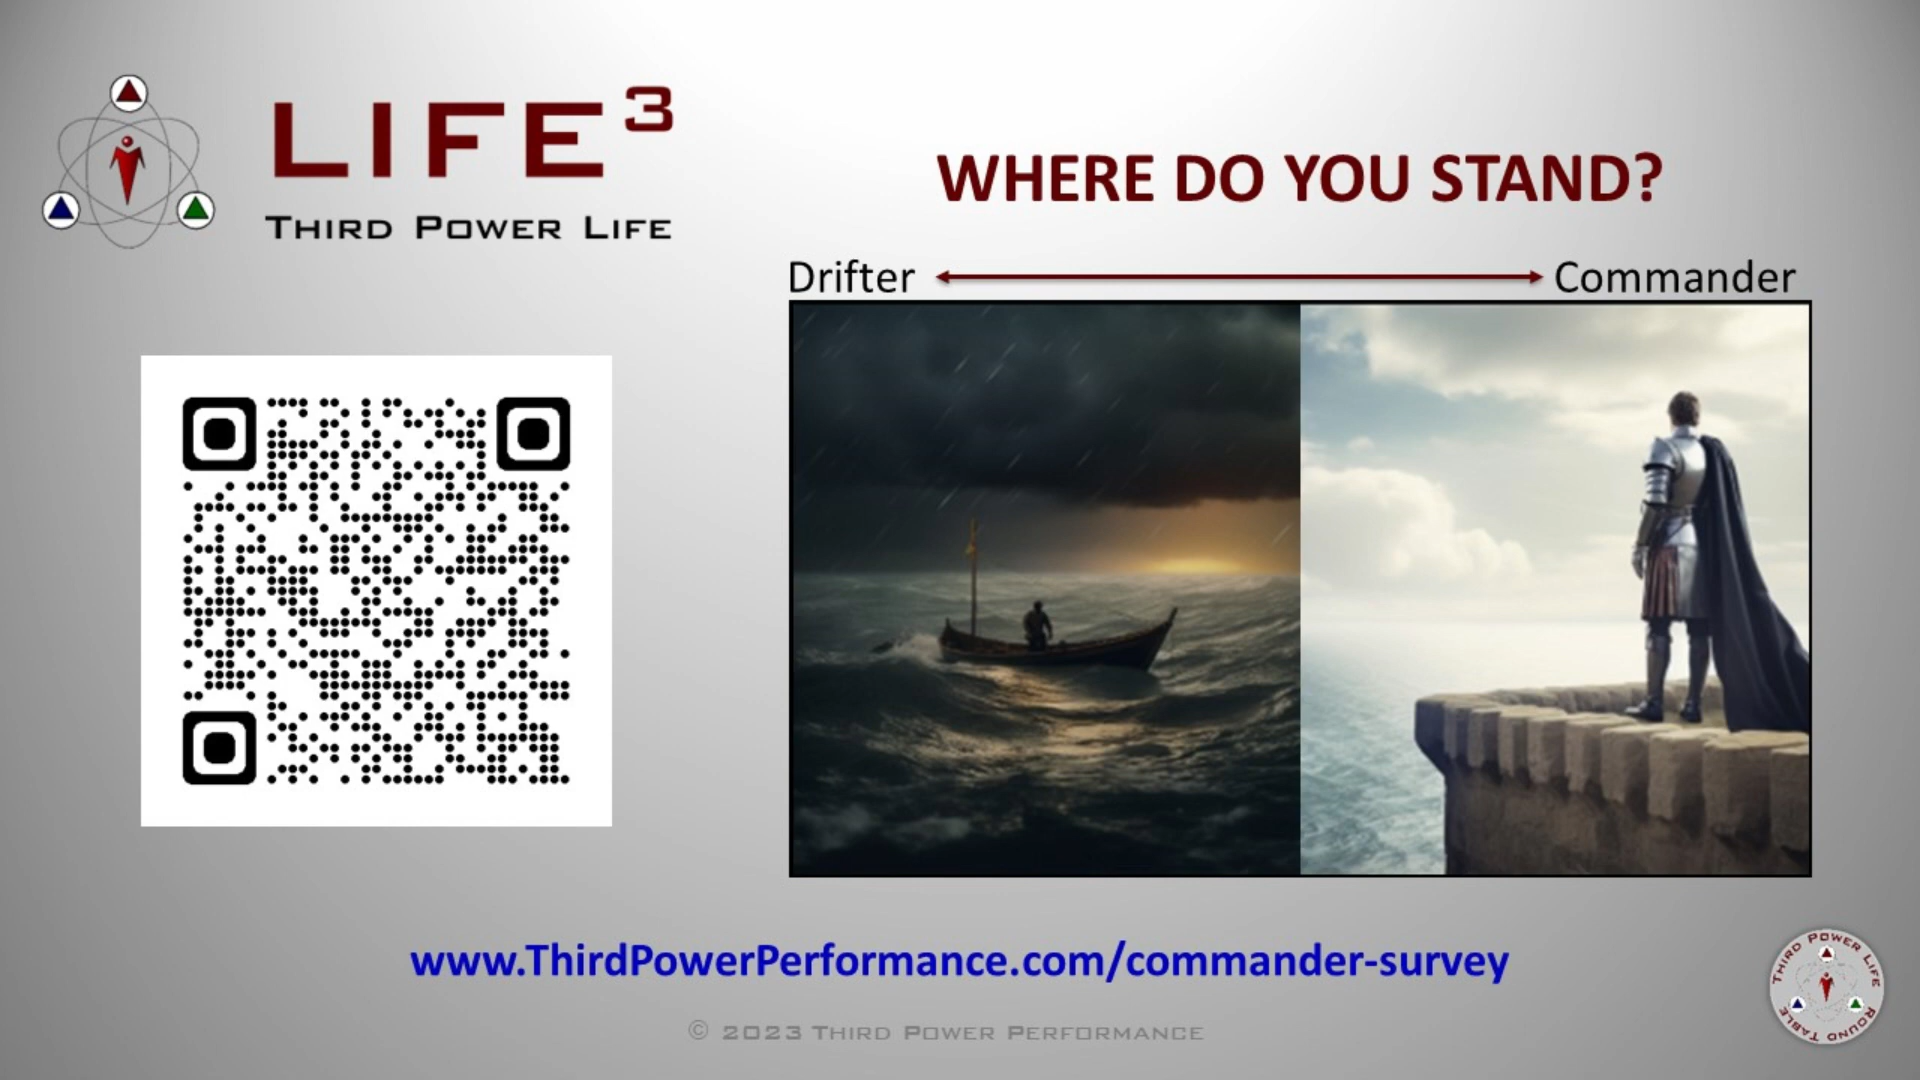 LIFE³
THIRD POWER LIFE
WHERE DO YOU STAND?
Drifter
Commander
www.ThirdPowerPerformance.com/commander-survey
© 2023 THIRD POWER PERFORMANCE
THIRD POWER LIFE
ROUND TABLE